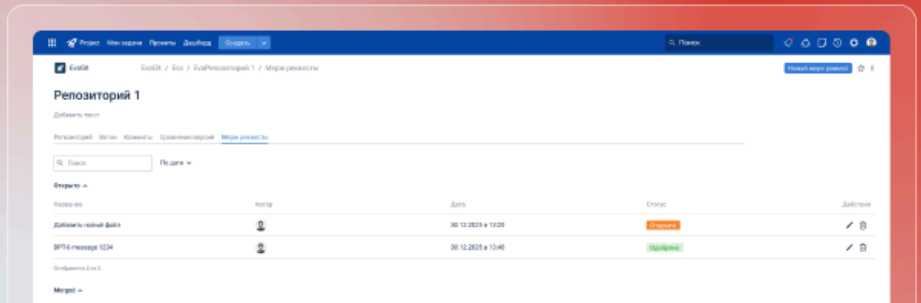 Project Мои задачи Проекты Дашборд Создать Поиск
EvaGit EvaGit / Eva / EvaРепозиторий 1 / Мерж реквесты Новый мерж реквест
Репозиторий 1
Добавить текст
Репозиторий Ветки Коммиты Сравнение версий Мерж реквесты
Поиск По дате
Открыто
Название Автор Дата Статус Действия
Добавить новый файл 30.12.2025 в 13:20 Открыто
message 1234 30.12.2025 в 13:40 Одобрено
Отображено 2 из 2
Merged